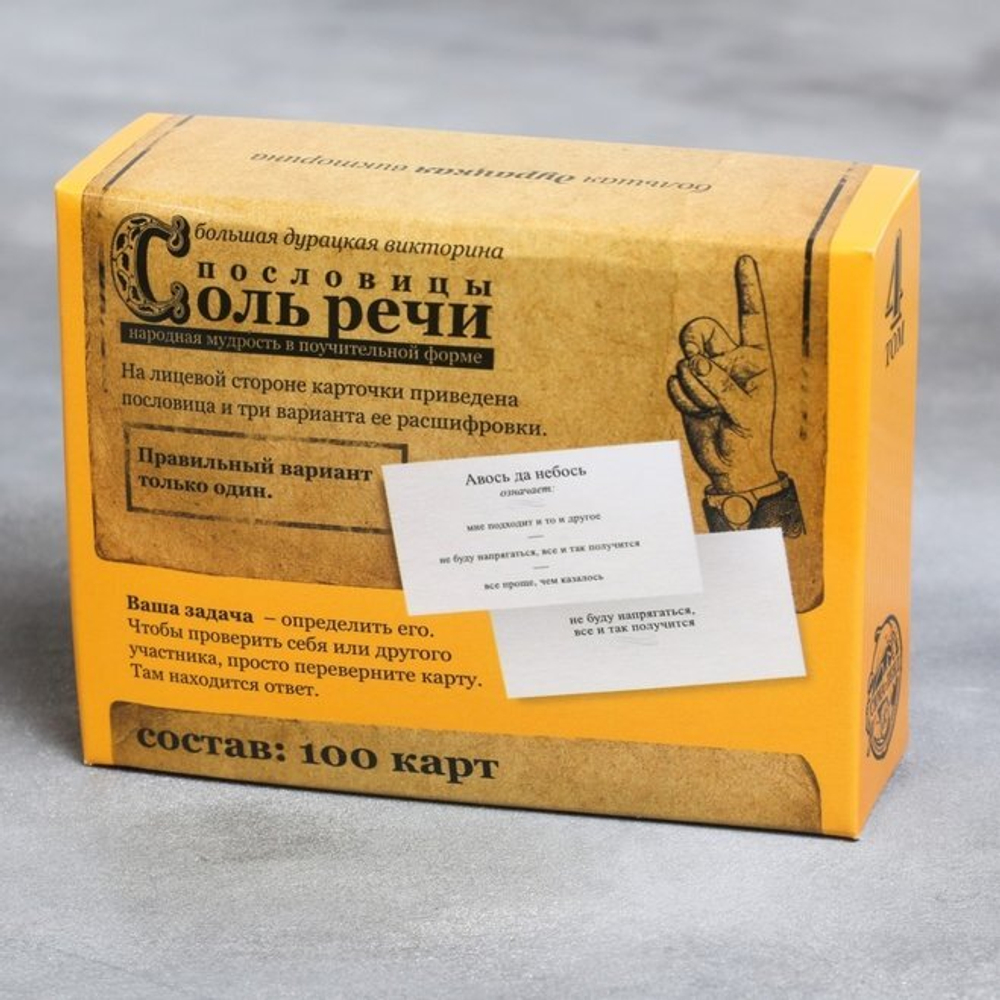 большая дурацкая викторина
большая дурацкая викторина
пословицы
Соль речи
народная мудрость в поучительной форме
На лицевой стороне карточки приведена
пословица и три варианта ее расшифровки.
Правильный вариант
только один.
Авось да небось
означает:
мне подходит и то и другое
не буду напрягаться, все и так получится
все проще, чем казалось
не буду напрягаться,
все и так получится
Ваша задача – определить его.
Чтобы проверить себя или другого
участника, просто переверните карту.
Там находится ответ.
состав: 100 карт
4
том